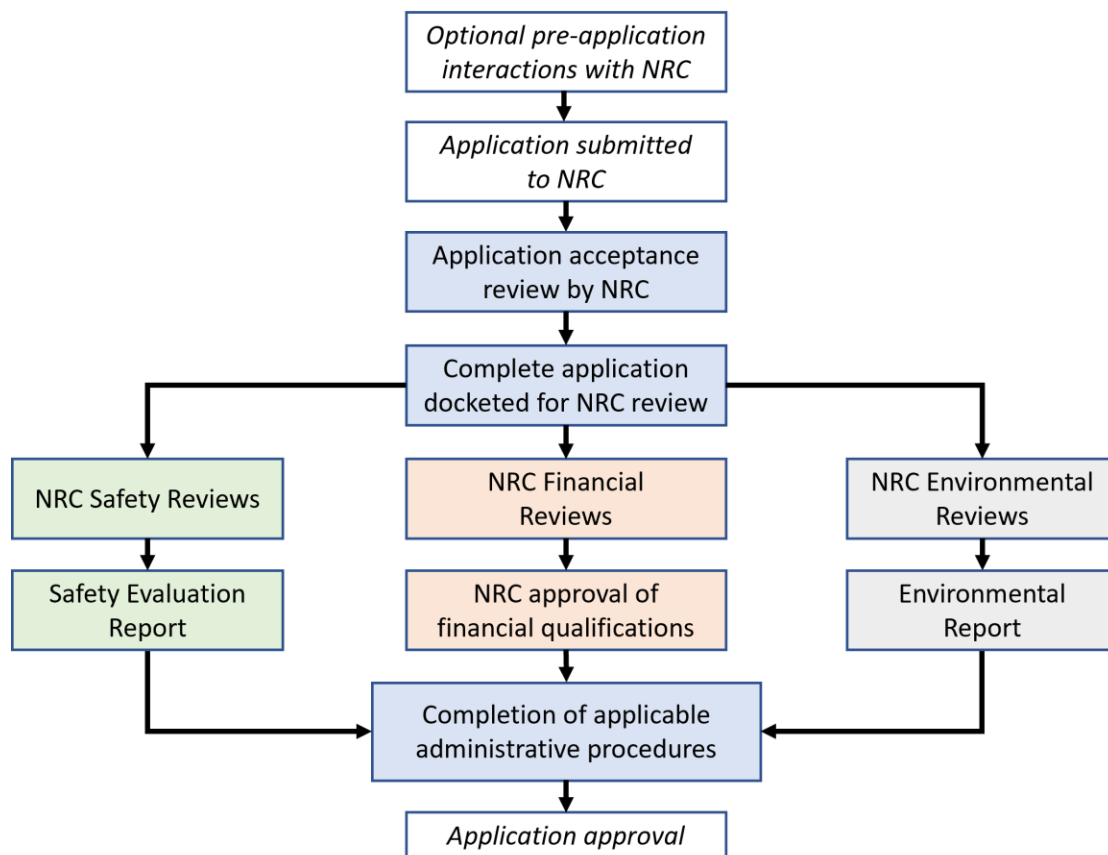 Optional pre-application
interactions with NRC
Application submitted
to NRC
Application acceptance
review by NRC
Complete application
docketed for NRC review
NRC Safety Reviews
NRC Financial
Reviews
NRC Environmental
Reviews
Safety Evaluation
Report
NRC approval of
financial qualifications
Environmental
Report
Completion of applicable
administrative procedures
Application approval